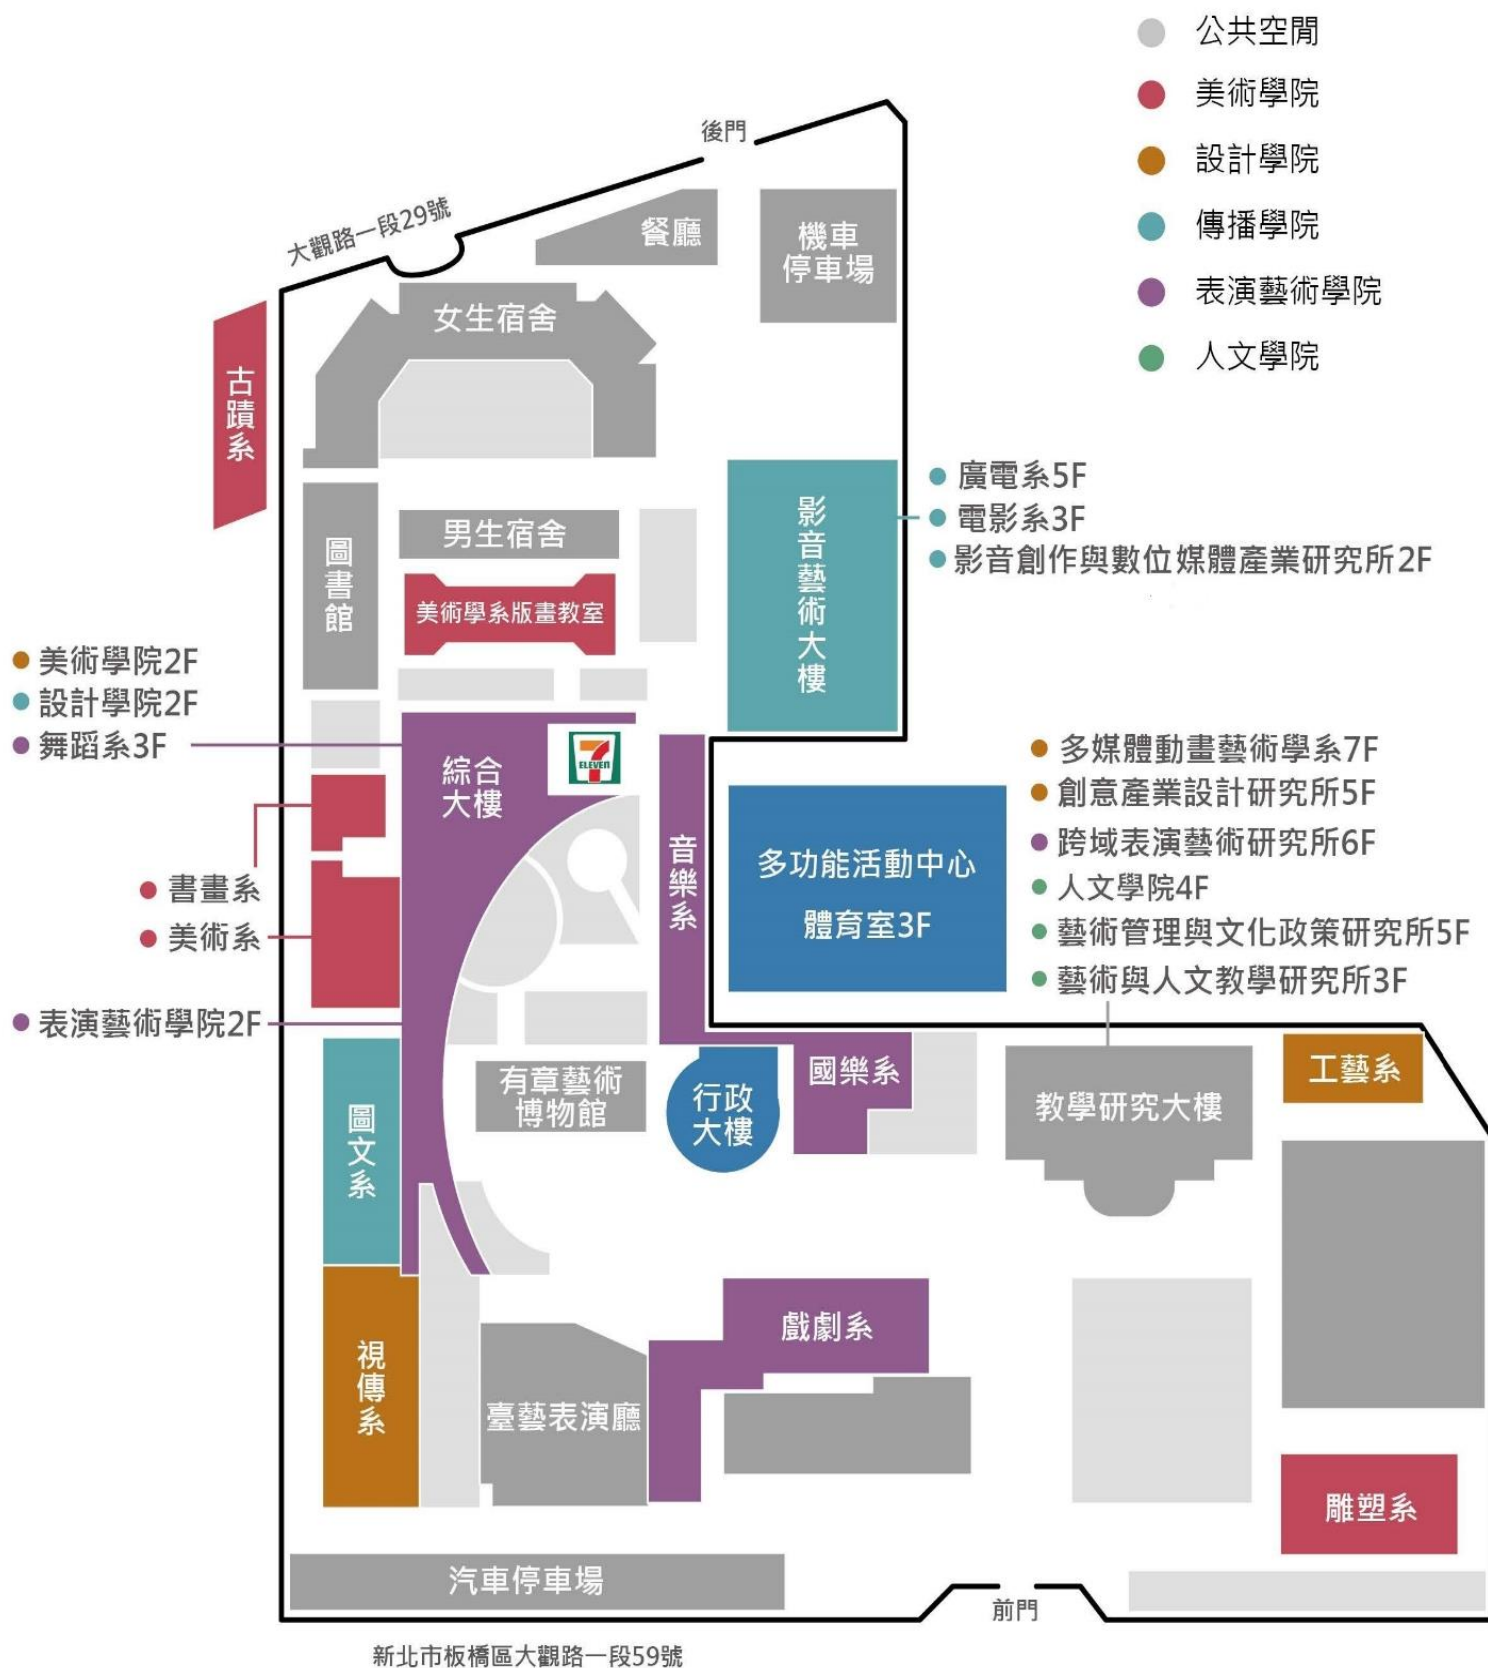 公共空閒
美術學院
設計學院
傳播學院
表演藝術學院
人文學院
後門
大觀路一段29號
餐廳
機車
停車場
女生宿舍
古蹟系
圖書館
男生宿舍
美術學系版畫教室
影音藝術大樓
廣電系5F
電影系3F
影音創作與數位媒體產業研究所2F
美術學院2F
設計學院2F
舞蹈系3F
綜合
大樓
7
ELEVEN
音樂系
多功能活動中心
體育室3F
多媒體動畫藝術學系7F
創意產業設計研究所5F
跨域表演藝術研究所6F
人文學院4F
藝術管理與文化政策研究所5F
藝術與人文教學研究所3F
書畫系
美術系
表演藝術學院2F
圖文系
有章藝術
博物館
行政
大樓
國樂系
教學研究大樓
工藝系
視傳系
臺藝表演廳
戲劇系
雕塑系
汽車停車場
前門
新北市板橋區大觀路一段59號